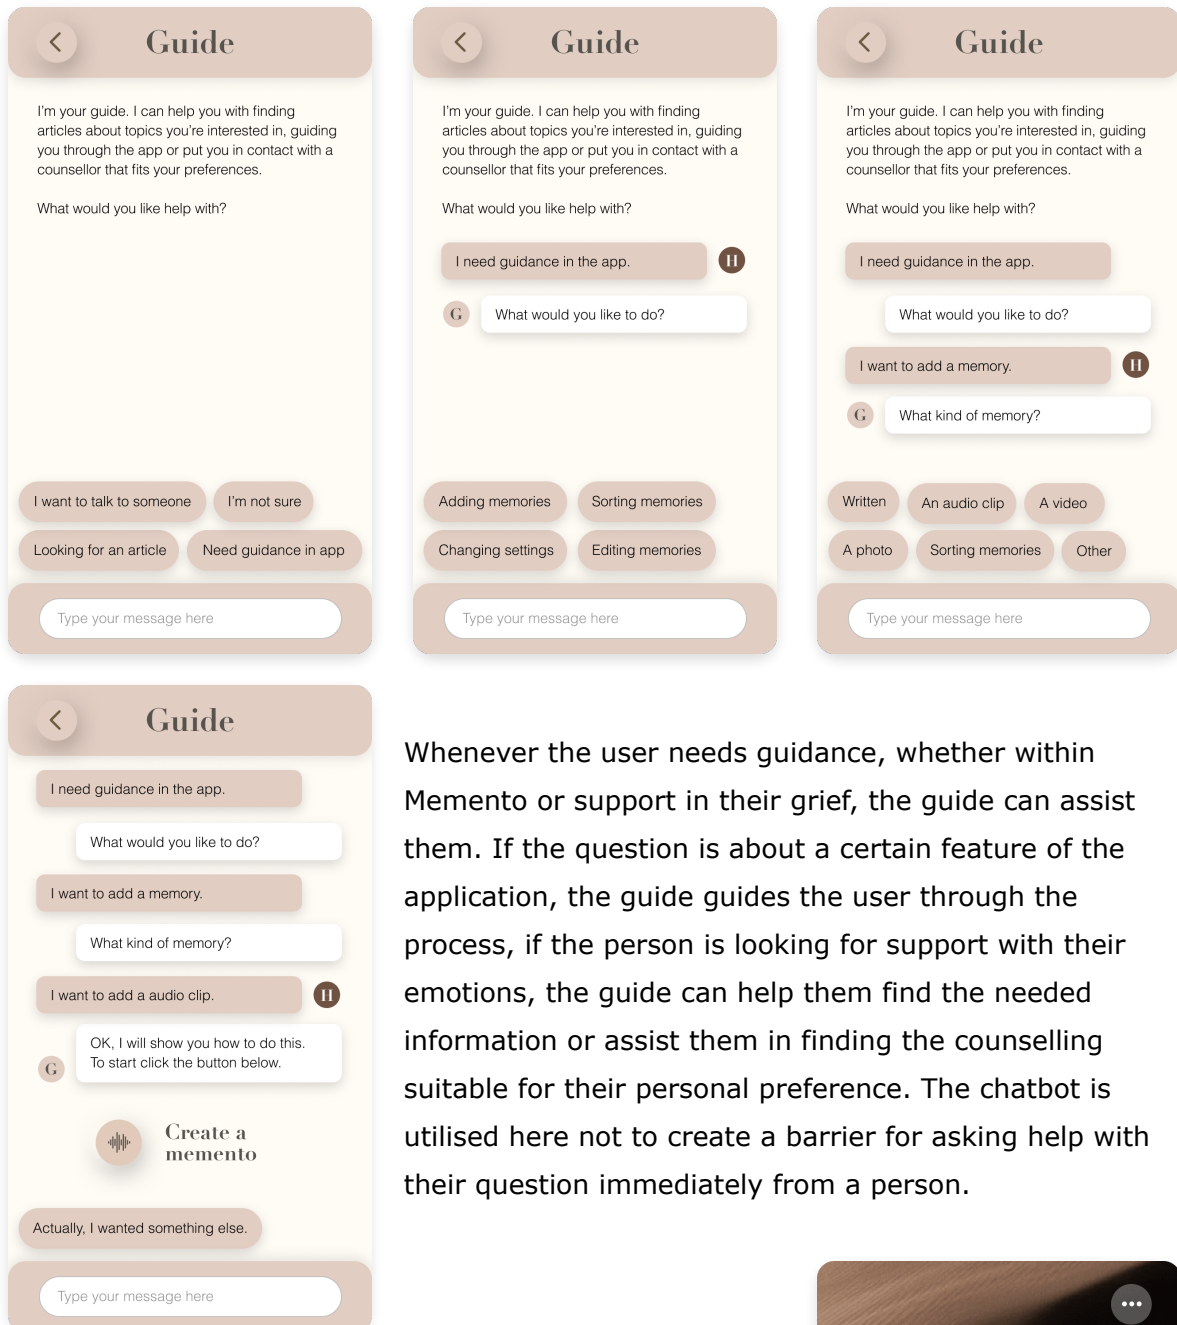 Guide
I'm your guide. I can help you with finding
articles about topics you're interested in, guiding
you through the app or put you in contact with a
counsellor that fits your preferences.
What would you like help with?
I want to talk to someone
I'm not sure
Looking for an article
Need guidance in app
Type your message here
Guide
I'm your guide. I can help you with finding
articles about topics you're interested in, guiding
you through the app or put you in contact with a
counsellor that fits your preferences.
What would you like help with?
I need guidance in the app.
H
G
What would you like to do?
Adding memories
Sorting memories
Changing settings
Editing memories
Type your message here
Guide
I'm your guide. I can help you with finding
articles about topics you're interested in, guiding
you through the app or put you in contact with a
counsellor that fits your preferences.
What would you like help with?
I need guidance in the app.
What would you like to do?
I want to add a memory.
H
G
What kind of memory?
Written
An audio clip
A video
A photo
Sorting memories
Other
Type your message here
Guide
I need guidance in the app.
What would you like to do?
I want to add a memory.
What kind of memory?
I want to add a audio clip.
H
OK, I will show you how to do this.
To start click the button below.
G
Create a
memento
Actually, I wanted something else.
Type your message here
Whenever the user needs guidance, whether within
Memento or support in their grief, the guide can assist
them. If the question is about a certain feature of the
application, the guide guides the user through the
process, if the person is looking for support with their
emotions, the guide can help them find the needed
information or assist them in finding the counselling
suitable for their personal preference. The chatbot is
utilised here not to create a barrier for asking help with
their question immediately from a person.